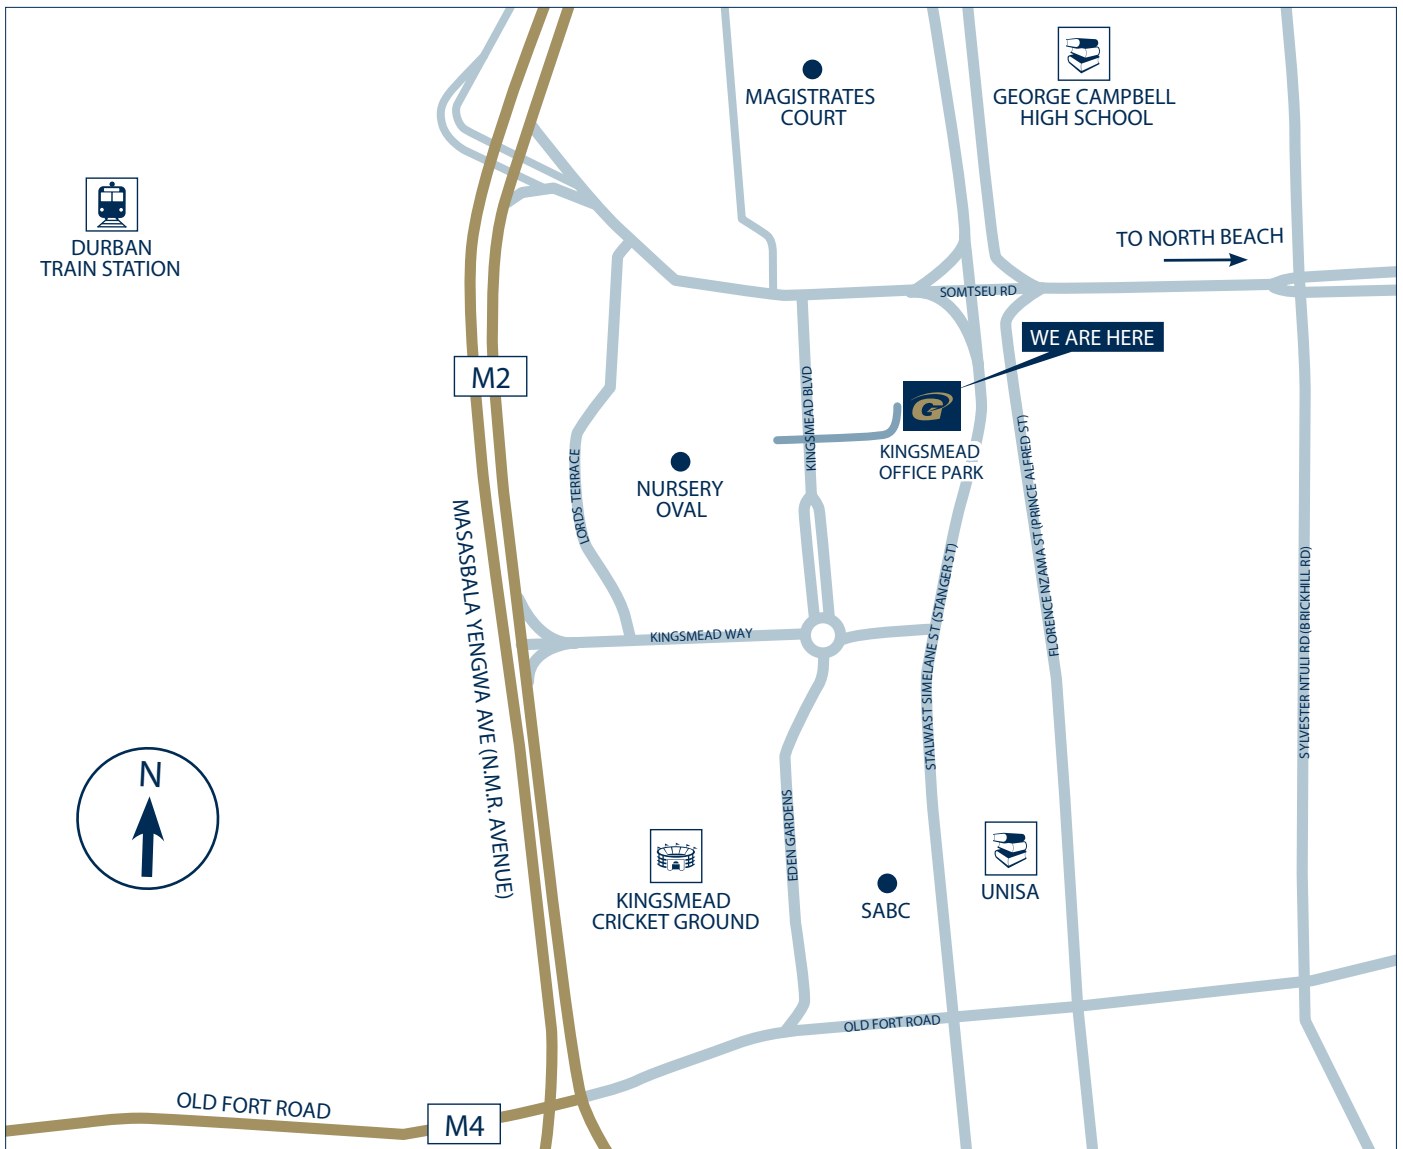 MAGISTRATES
COURT
GEORGE CAMPBELL
HIGH SCHOOL
DURBAN
TRAIN STATION
TO NORTH BEACH
SOMTSEU RD
WE ARE HERE
M2
KINGSMEAD BLVD
G
KINGSMEAD
OFFICE PARK
LORDS TERRACE
NURSERY
OVAL
MASASBALA YENGWA AVE (N.M.R. AVENUE)
FLORENCE NZAMA ST (PRINCE ALFRED ST)
STALWAST SIMELANE ST (STANGER ST)
SYLVESTER NTULI RD (BRICKHILL RD)
KINGSMEAD WAY
N
EDEN GARDENS
KINGSMEAD
CRICKET GROUND
SABC
UNISA
OLD FORT ROAD
OLD FORT ROAD
M4